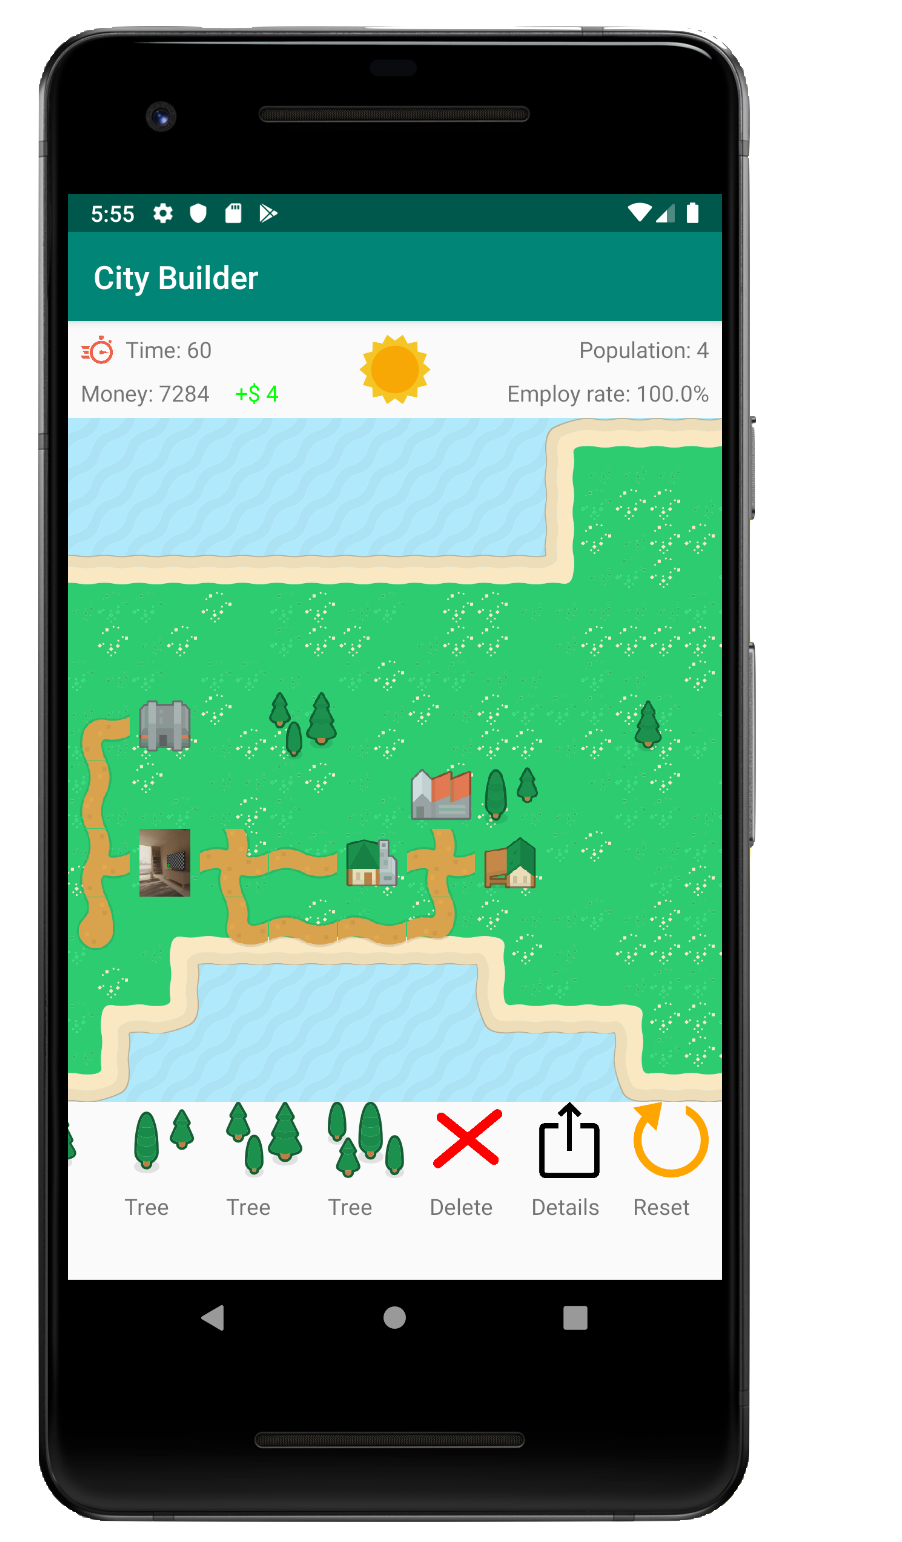 5:55
City Builder
Time: 60
Population: 4
Money: 7284 +$ 4
Employ rate: 100.0%
Tree Tree Tree Delete Details Reset